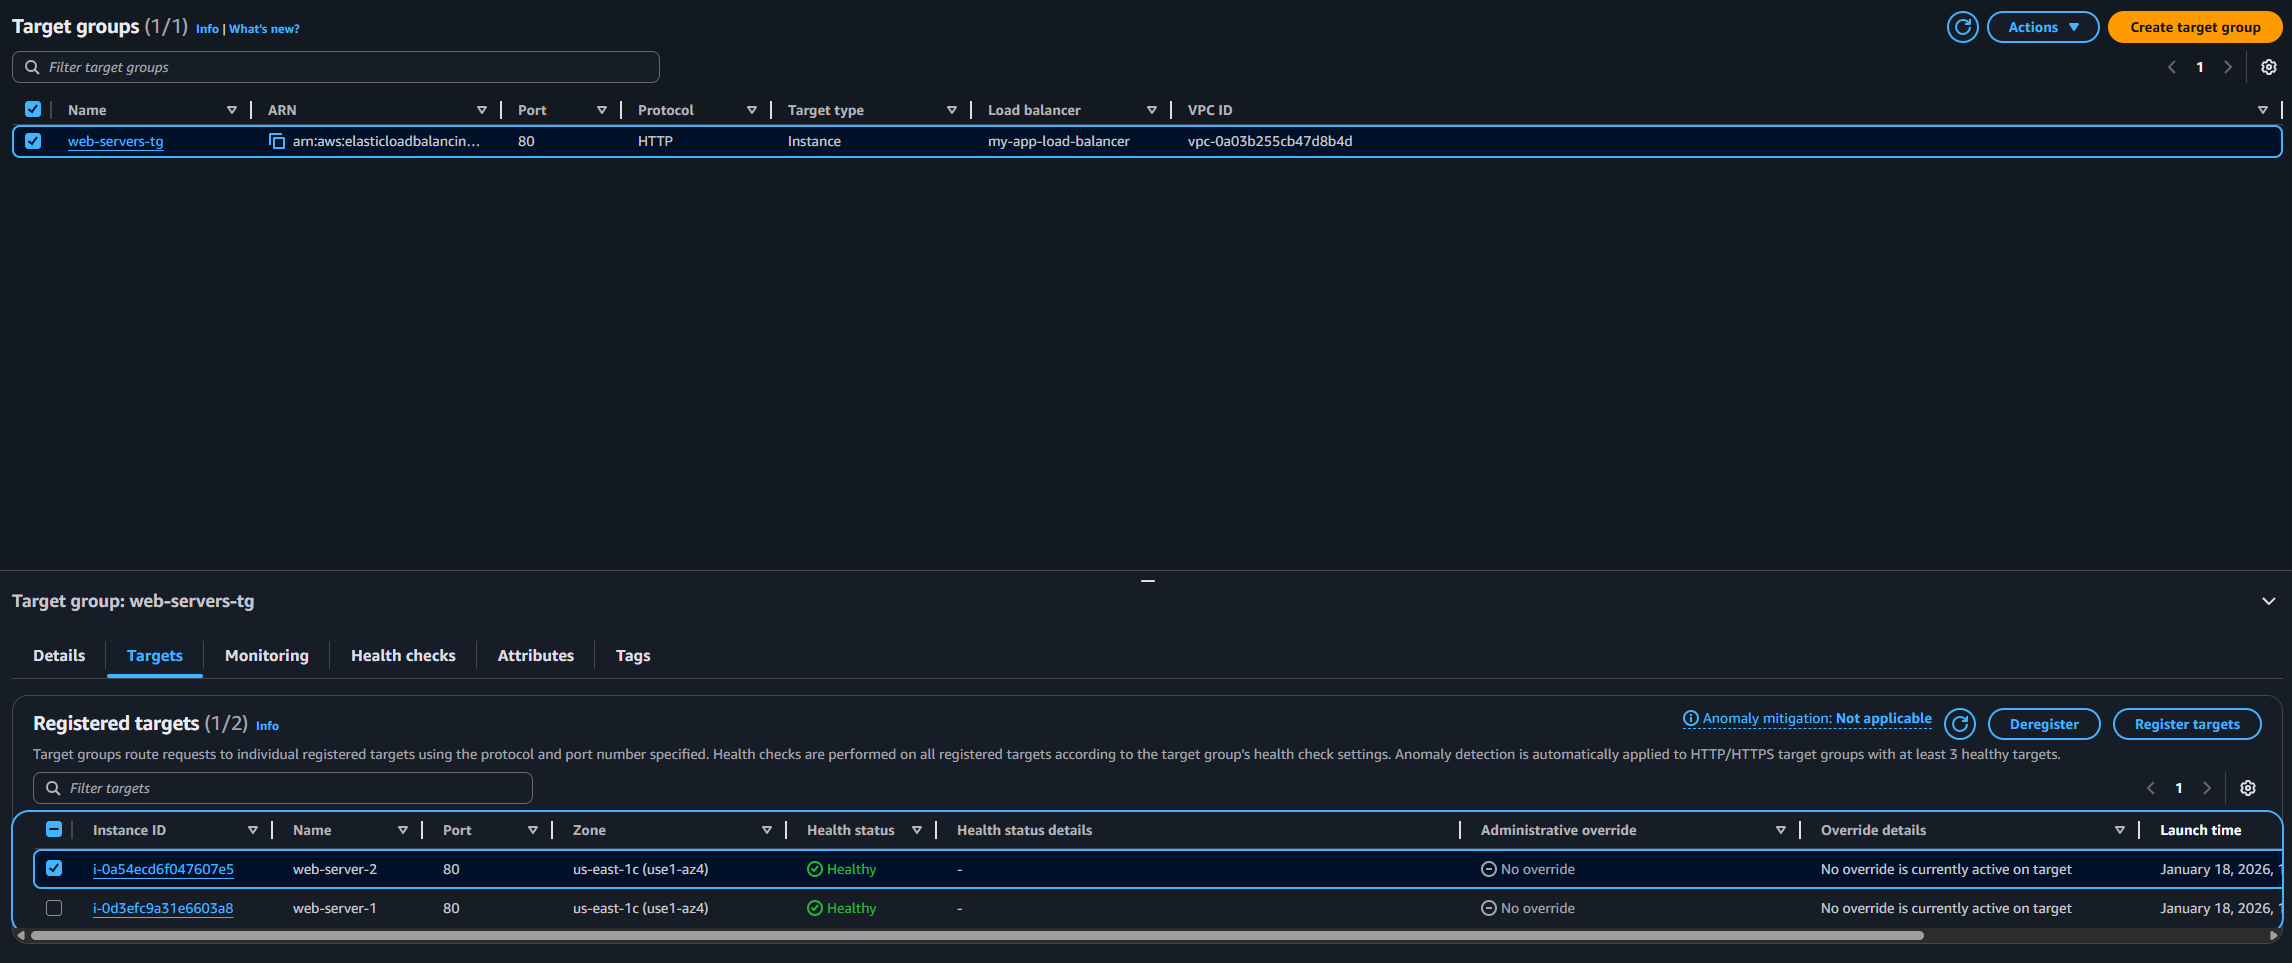 Target groups (1/1) Info | What's new?
Actions
Create target group
Filter target groups
1
Name ARN Port Protocol Target type Load balancer VPC ID
web-servers-tg arn:aws:elasticloadbalancin... 80 HTTP Instance my-app-load-balancer vpc-0a03b255cb47d8b4d
Target group: web-servers-tg
Details Targets Monitoring Health checks Attributes Tags
Registered targets (1/2) Info
Anomaly mitigation: Not applicable
Deregister
Register targets
Target groups route requests to individual registered targets using the protocol and port number specified. Health checks are performed on all registered targets according to the target group's health check settings. Anomaly detection is automatically applied to HTTP/HTTPS target groups with at least 3 healthy targets.
Filter targets
1
Instance ID Name Port Zone Health status Health status details Administrative override Override details Launch time
i-0a54ecd6f047607e5 web-server-2 80 us-east-1c (use1-az4) Healthy - No override No override is currently active on target January 18, 2026,
i-0d3efc9a31e6603a8 web-server-1 80 us-east-1c (use1-az4) Healthy - No override No override is currently active on target January 18, 2026,